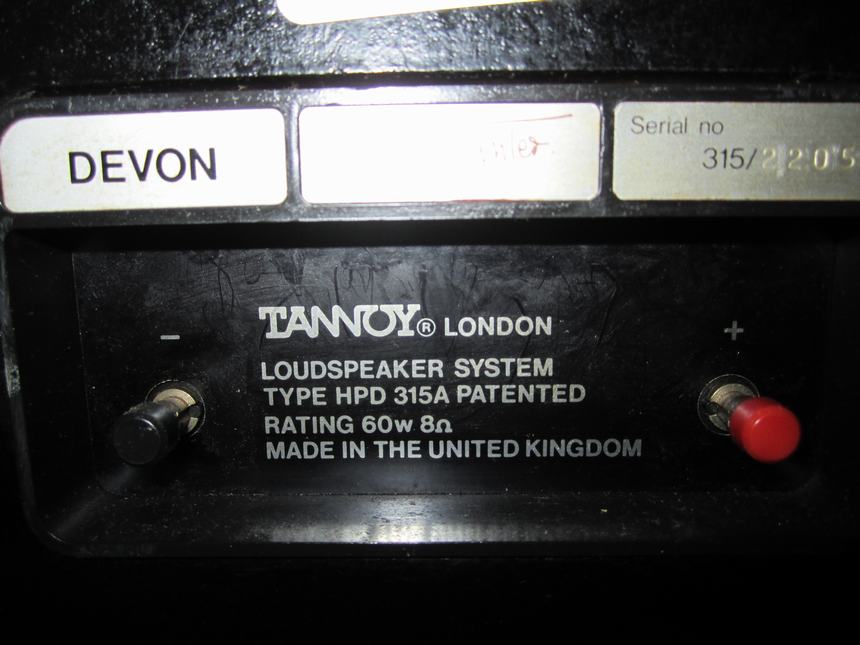 DEVON
Serial no
315/2205
− +
TANNOY® LONDON
LOUDSPEAKER SYSTEM
TYPE HPD 315A PATENTED
RATING 60w 8Ω
MADE IN THE UNITED KINGDOM